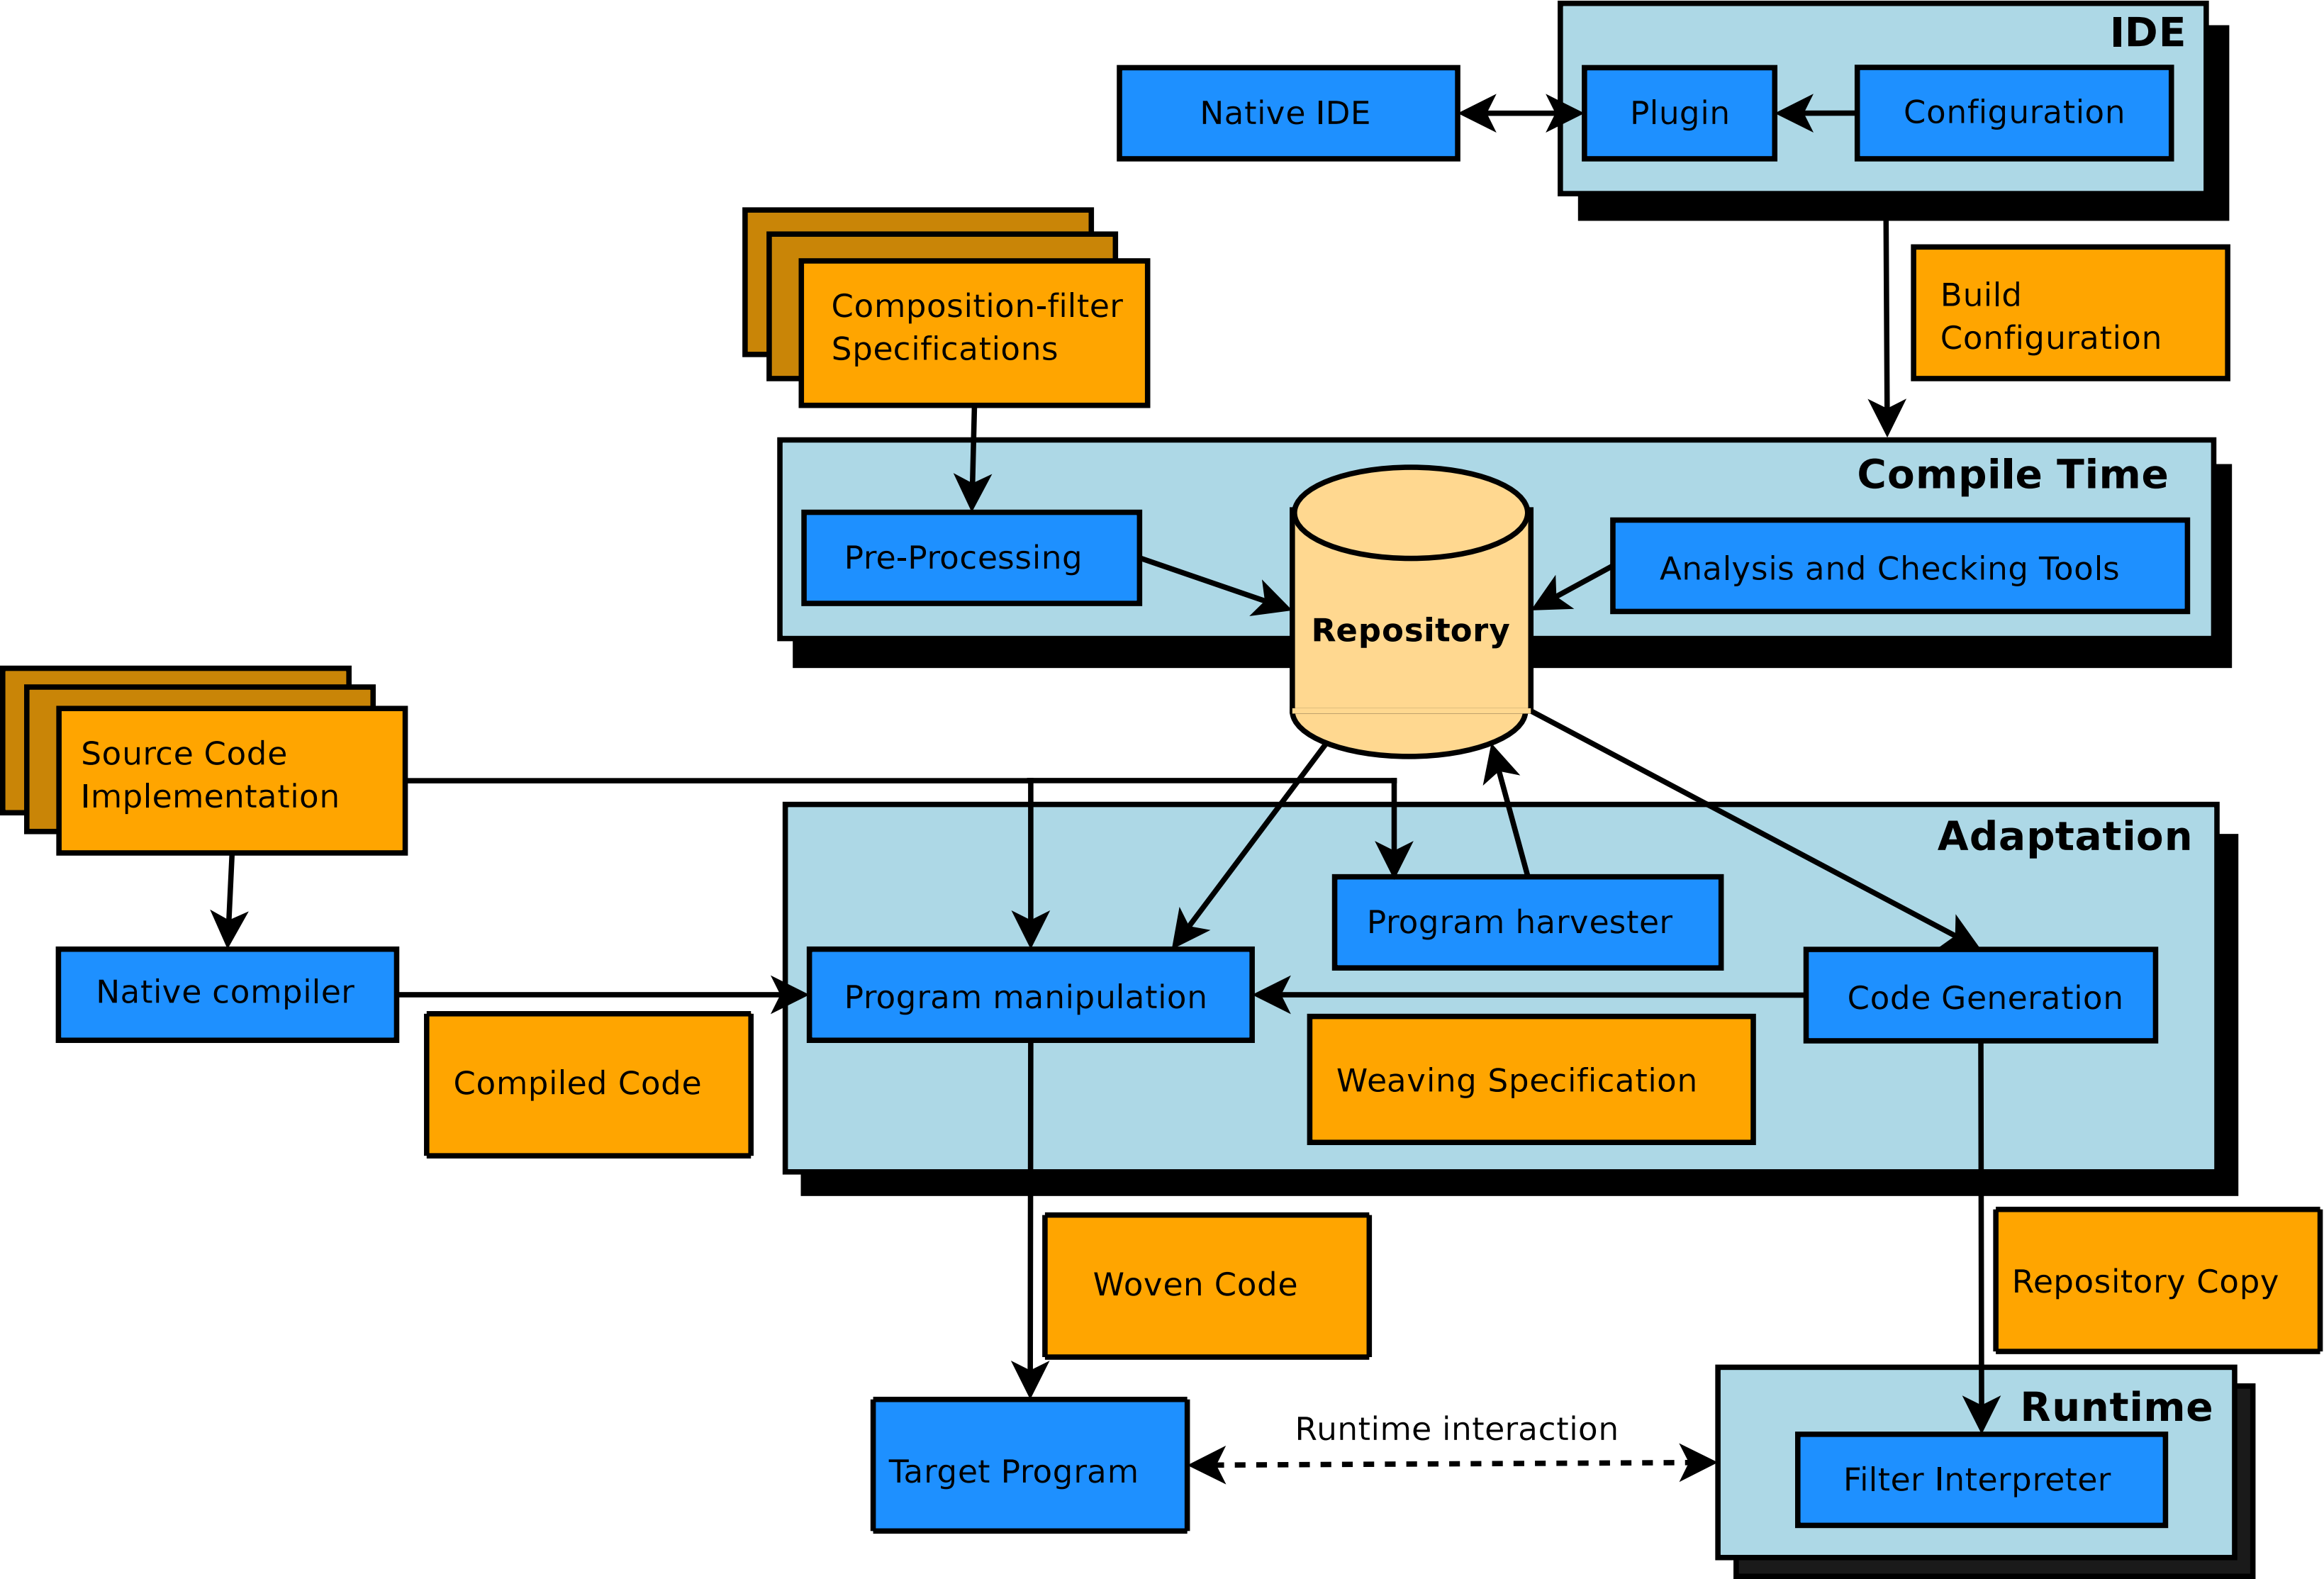 IDE
Native IDE
Plugin
Configuration
Composition-filter
Specifications
Build
Configuration
Compile Time
Pre-Processing
Repository
Analysis and Checking Tools
Source Code
Implementation
Adaptation
Program harvester
Native compiler
Program manipulation
Code Generation
Compiled Code
Weaving Specification
Woven Code
Repository Copy
Runtime
Runtime interaction
Target Program
Filter Interpreter